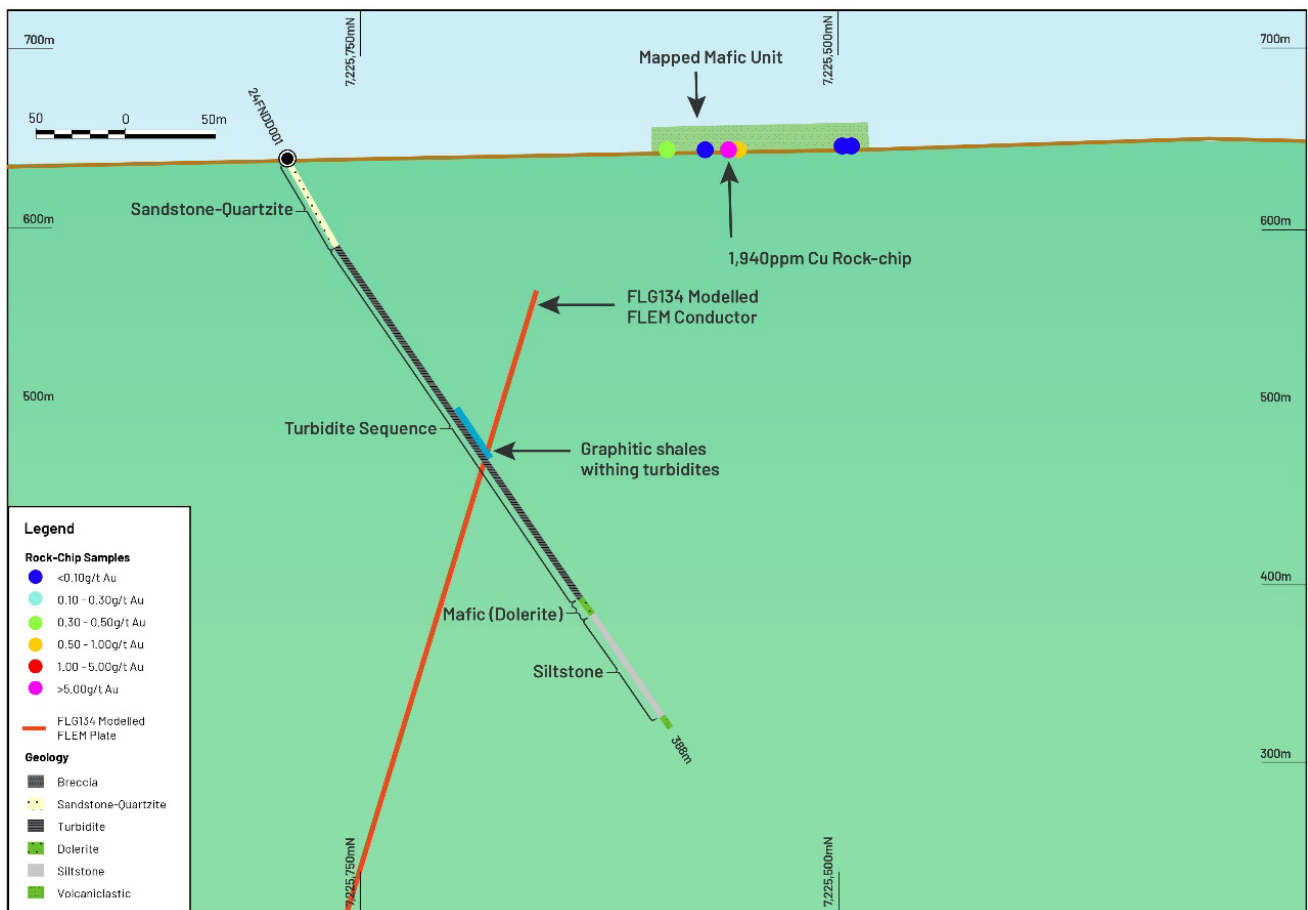 700m
7,225,750mN
7,225,500mN
700m
Mapped Mafic Unit
24FNDD001
50
0
50m
Sandstone-Quartzite
600m
600m
1,940ppm Cu Rock-chip
FLG134 Modelled
FLEM Conductor
500m
500m
Turbidite Sequence
Graphitic shales
withing turbidites
400m
Mafic (Dolerite)
Siltstone
388m
300m
7,225,750mN
7,225,500mN
Legend
Rock-Chip Samples
<0.10g/t Au
0.10 - 0.30g/t Au
0.30 - 0.50g/t Au
0.50 - 1.00g/t Au
1.00 - 5.00g/t Au
>5.00g/t Au
FLG134 Modelled
FLEM Plate
Geology
Breccia
Sandstone-Quartzite
Turbidite
Dolerite
Siltstone
Volcaniclastic